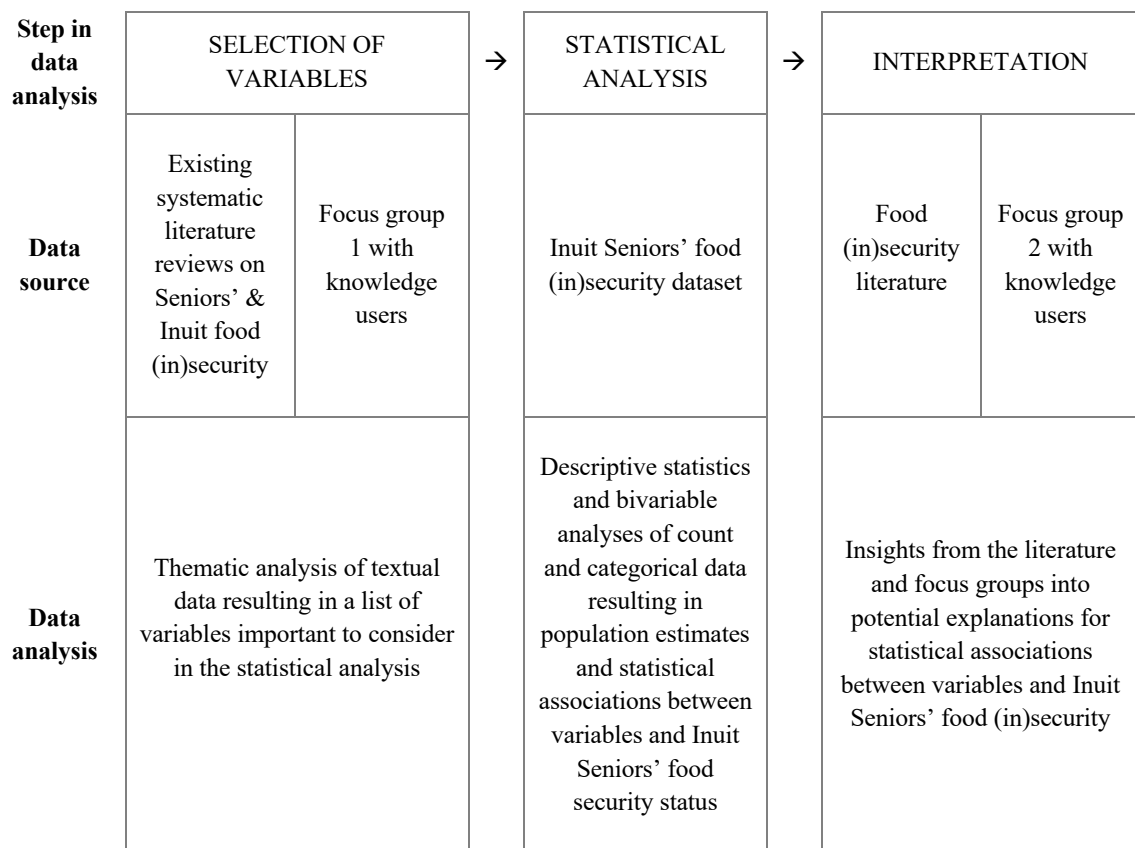 Step in
data
analysis
SELECTION OF
VARIABLES
→
STATISTICAL
ANALYSIS
→
INTERPRETATION
Data
source
Existing
systematic
literature
reviews on
Seniors’ &
Inuit food
(in)security
Focus group
1 with
knowledge
users
Inuit Seniors’ food
(in)security dataset
Food
(in)security
literature
Focus group
2 with
knowledge
users
Data
analysis
Thematic analysis of textual
data resulting in a list of
variables important to consider
in the statistical analysis
Descriptive statistics
and bivariable
analyses of count
and categorical data
resulting in
population estimates
and statistical
associations between
variables and Inuit
Seniors’ food
security status
Insights from the literature
and focus groups into
potential explanations for
statistical associations
between variables and Inuit
Seniors’ food (in)security